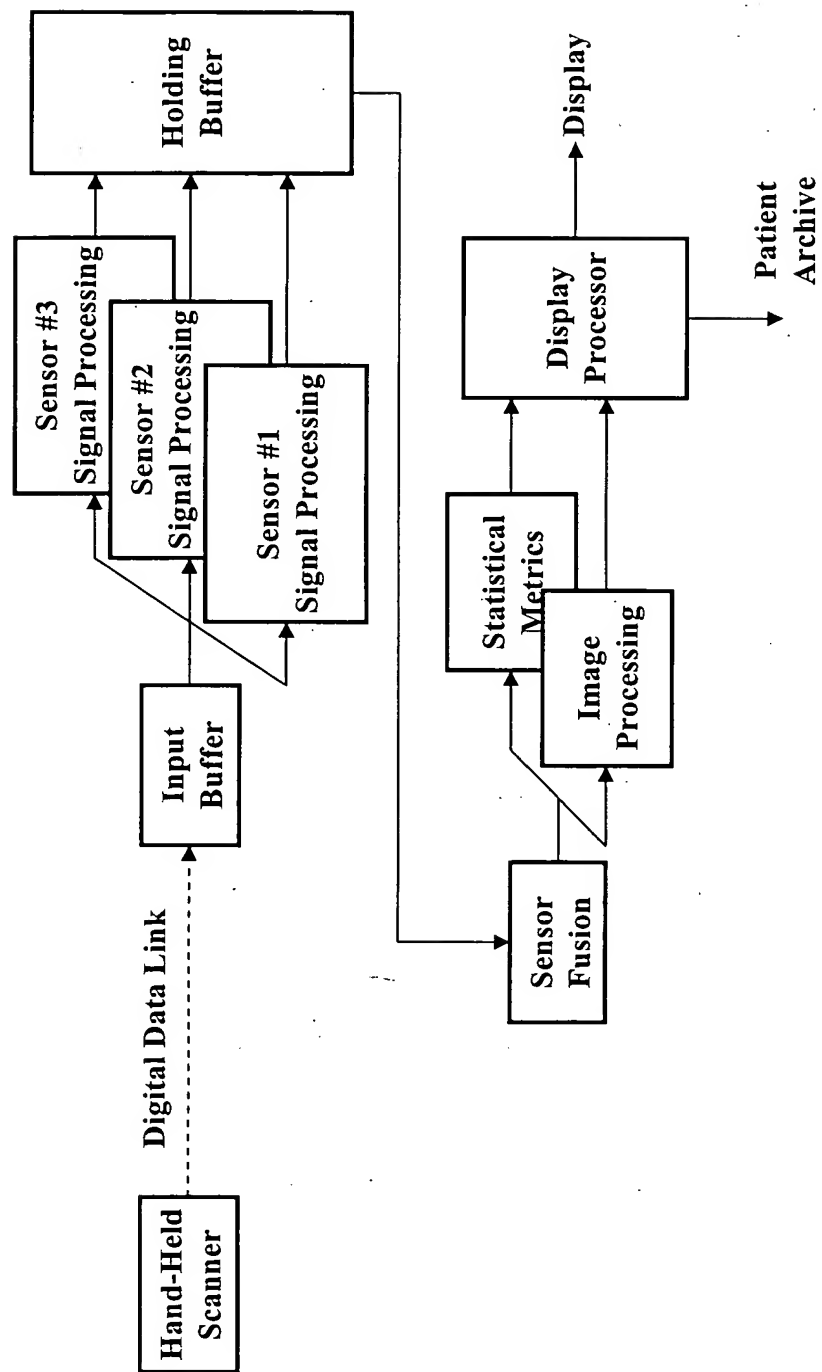 Hand-Held
Scanner
Digital Data Link
Input
Buffer
Sensor #3
Signal Processing
Sensor #2
Signal Processing
Sensor #1
Signal Processing
Holding
Buffer
Sensor
Fusion
Statistical
Metrics
Image
Processing
Display
Processor
Display
Patient
Archive